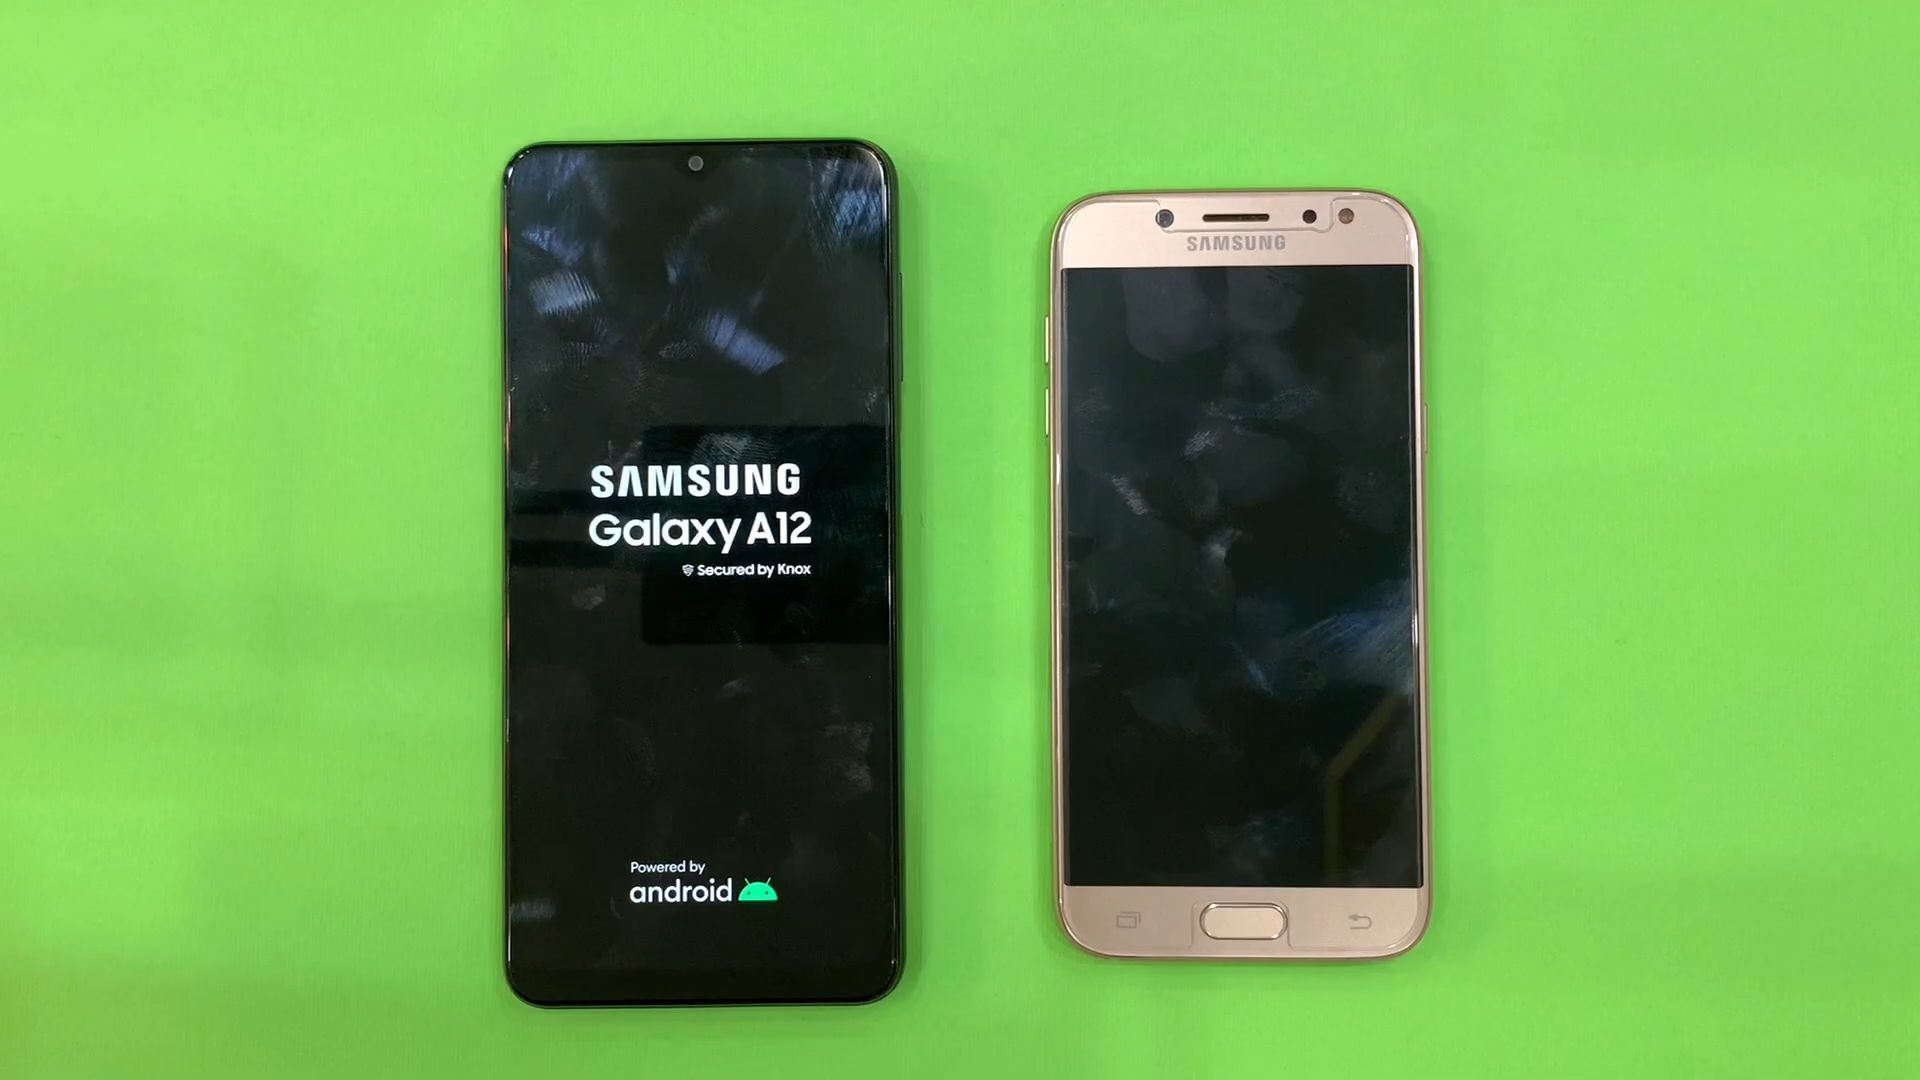 SAMSUNG
Galaxy A12
Secured by Knox
Powered by
android
SAMSUNG